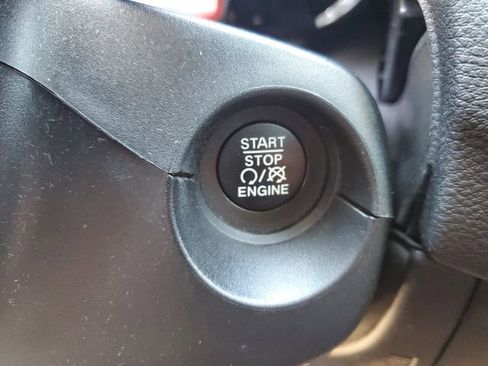 START
STOP
/
ENGINE